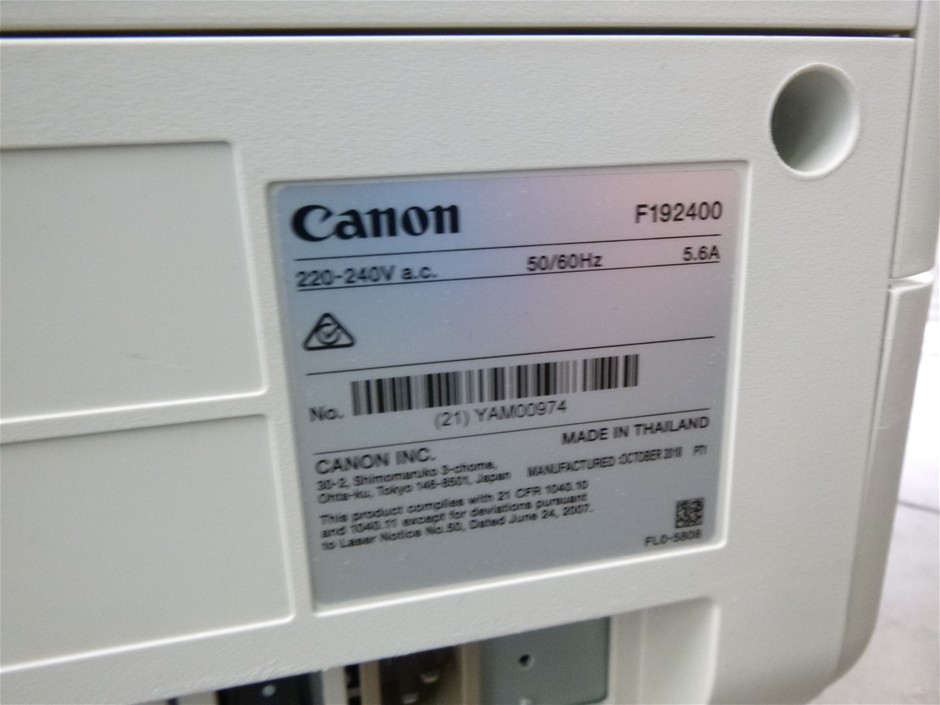 Canon
F192400
220-240V a.c. 50/60Hz 5.6A
No.
(21) YAM00974
MADE IN THAILAND
CANON INC.
30-2, Shimomaruko 3-chome,
Ohta-ku, Tokyo 146-8501, Japan
MANUFACTURED :OCTOBER 2018
This product complies with 21 CFR 1040.10
and 1040.11 except for deviations pursuant
to Laser Notice No.50, Dated June 24, 2007.
FL0-5808